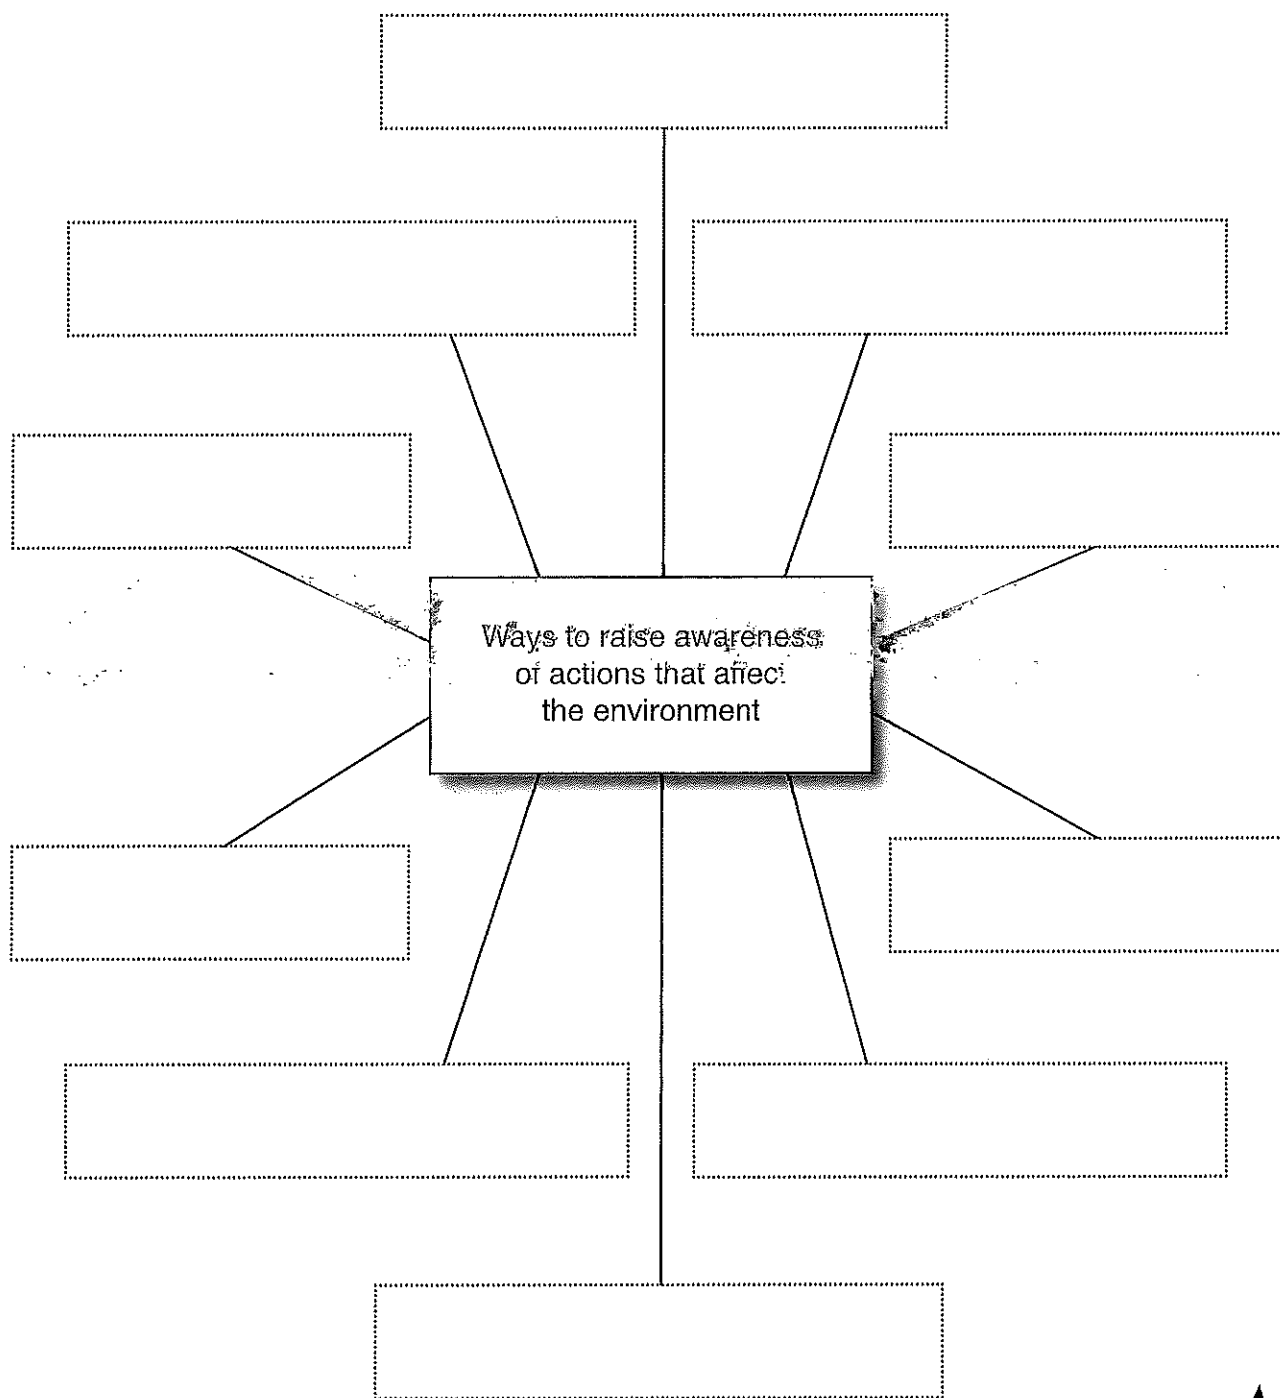 Ways to raise awareness
of actions that affect
the environment